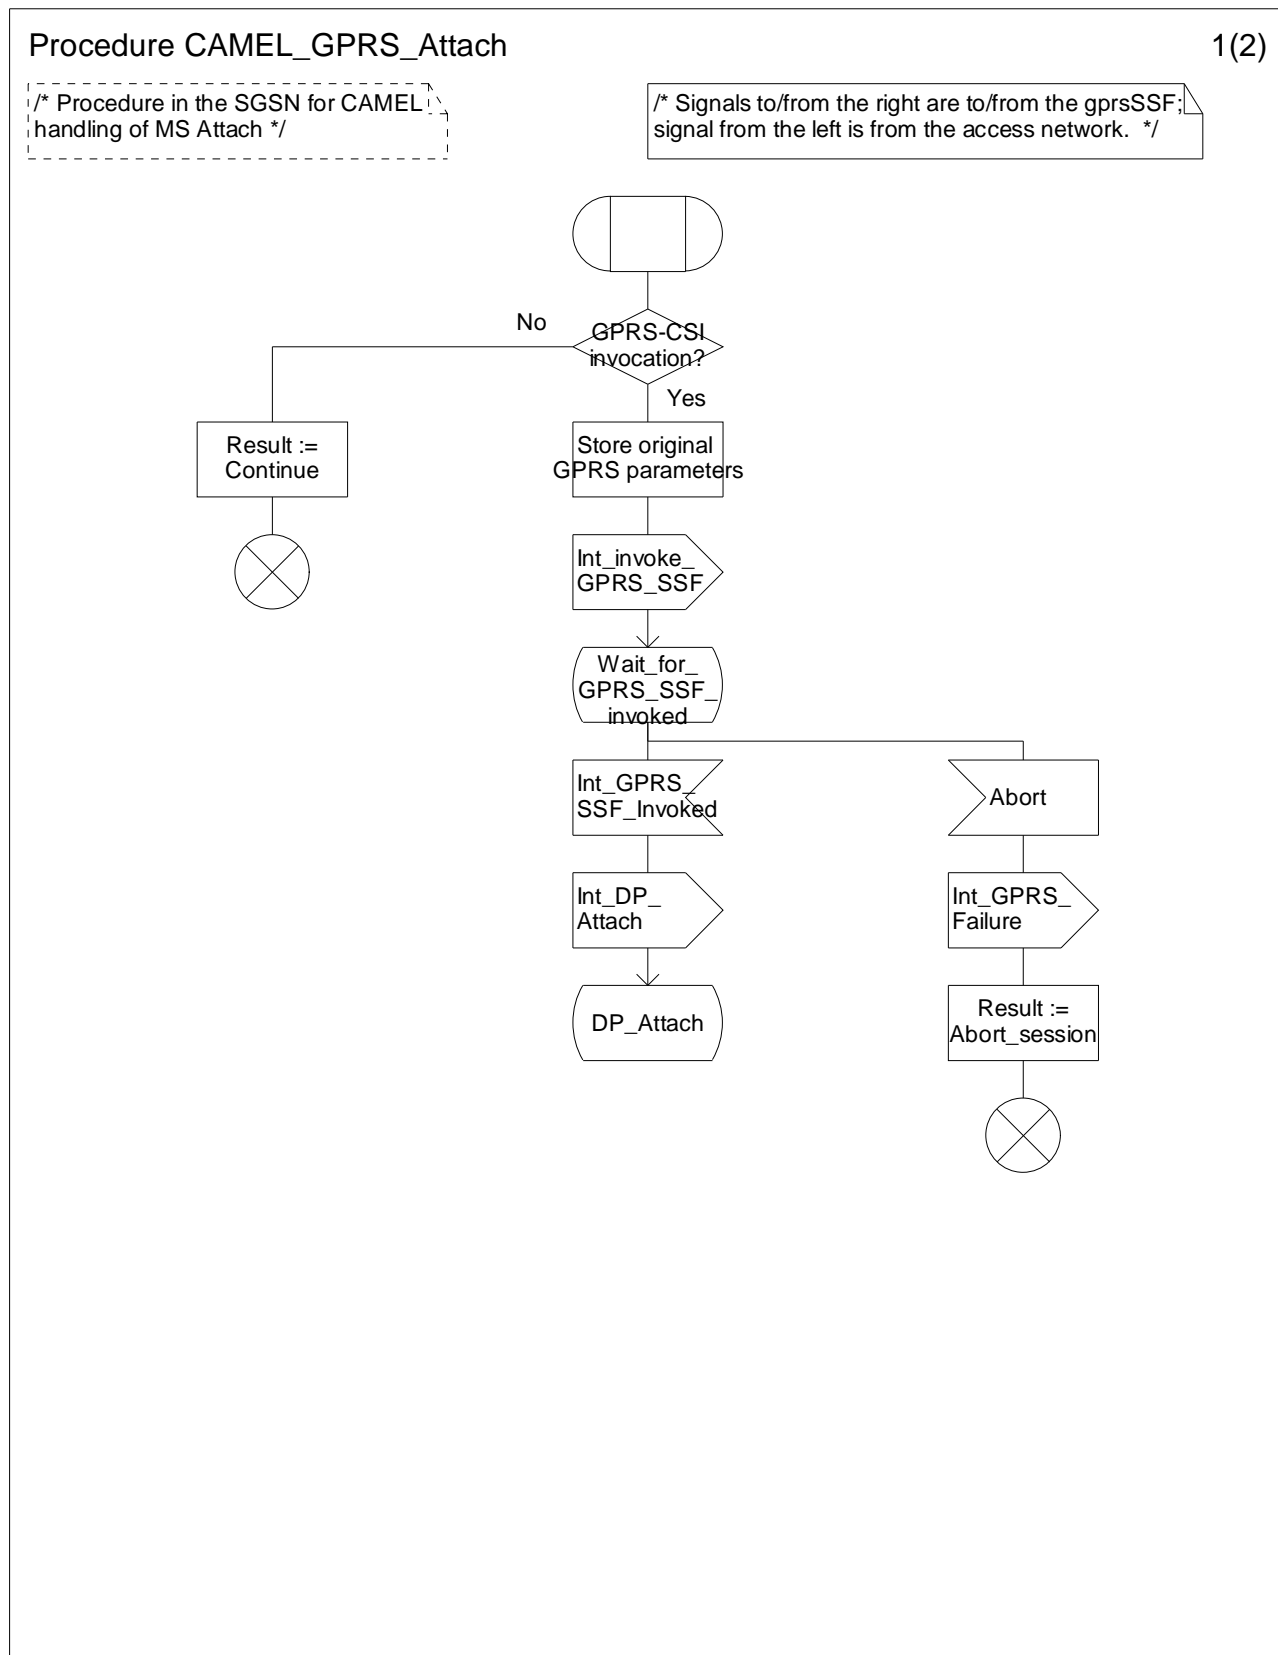 Procedure CAMEL_GPRS_Attach
1(2)
/* Procedure in the SGSN for CAMEL
handling of MS Attach */
/* Signals to/from the right are to/from the gprsSSF;
signal from the left is from the access network.  */
GPRS-CSI
invocation?
No
Yes
Result :=
Continue
Store original
GPRS parameters
Int_invoke_
GPRS_SSF
Wait_for_
GPRS_SSF_
invoked
Int_GPRS_
SSF_Invoked
Abort
Int_DP_
Attach
Int_GPRS_
Failure
DP_Attach
Result :=
Abort_session